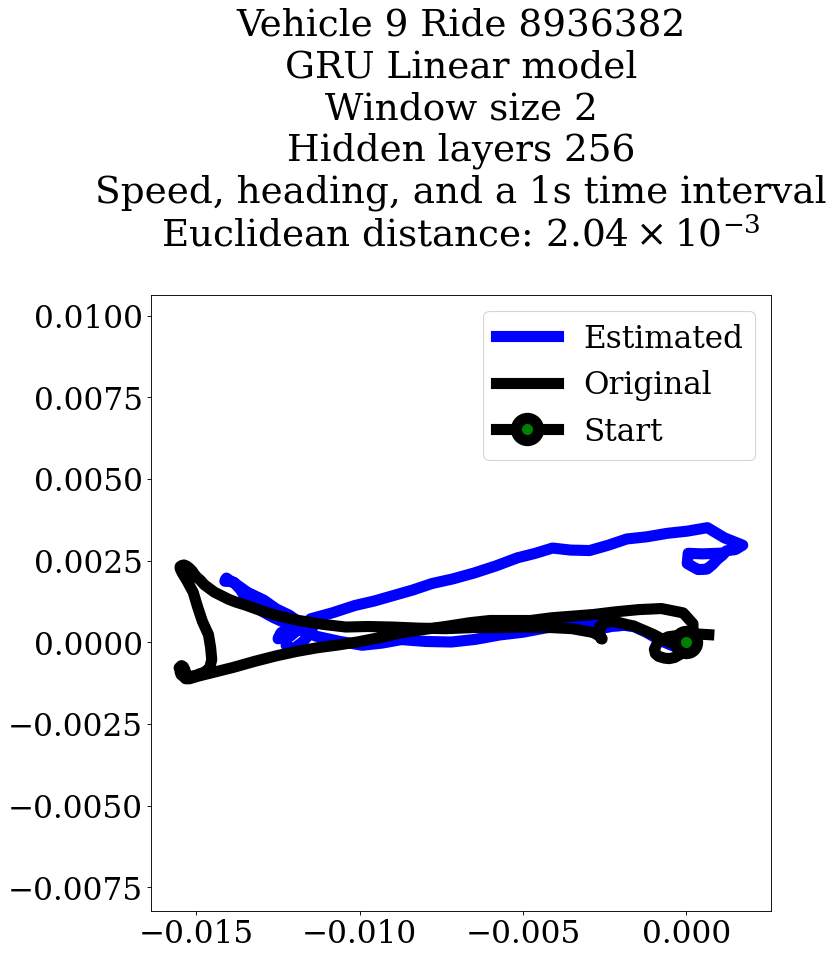 Vehicle 9 Ride 8936382
GRU Linear model
Window size 2
Hidden layers 256
Speed, heading, and a 1s time interval
Euclidean distance: 2.04 × 10⁻³
0.0100
0.0075
0.0050
0.0025
0.0000
−0.0025
−0.0050
−0.0075
Estimated
Original
Start
−0.015
−0.010
−0.005
0.000